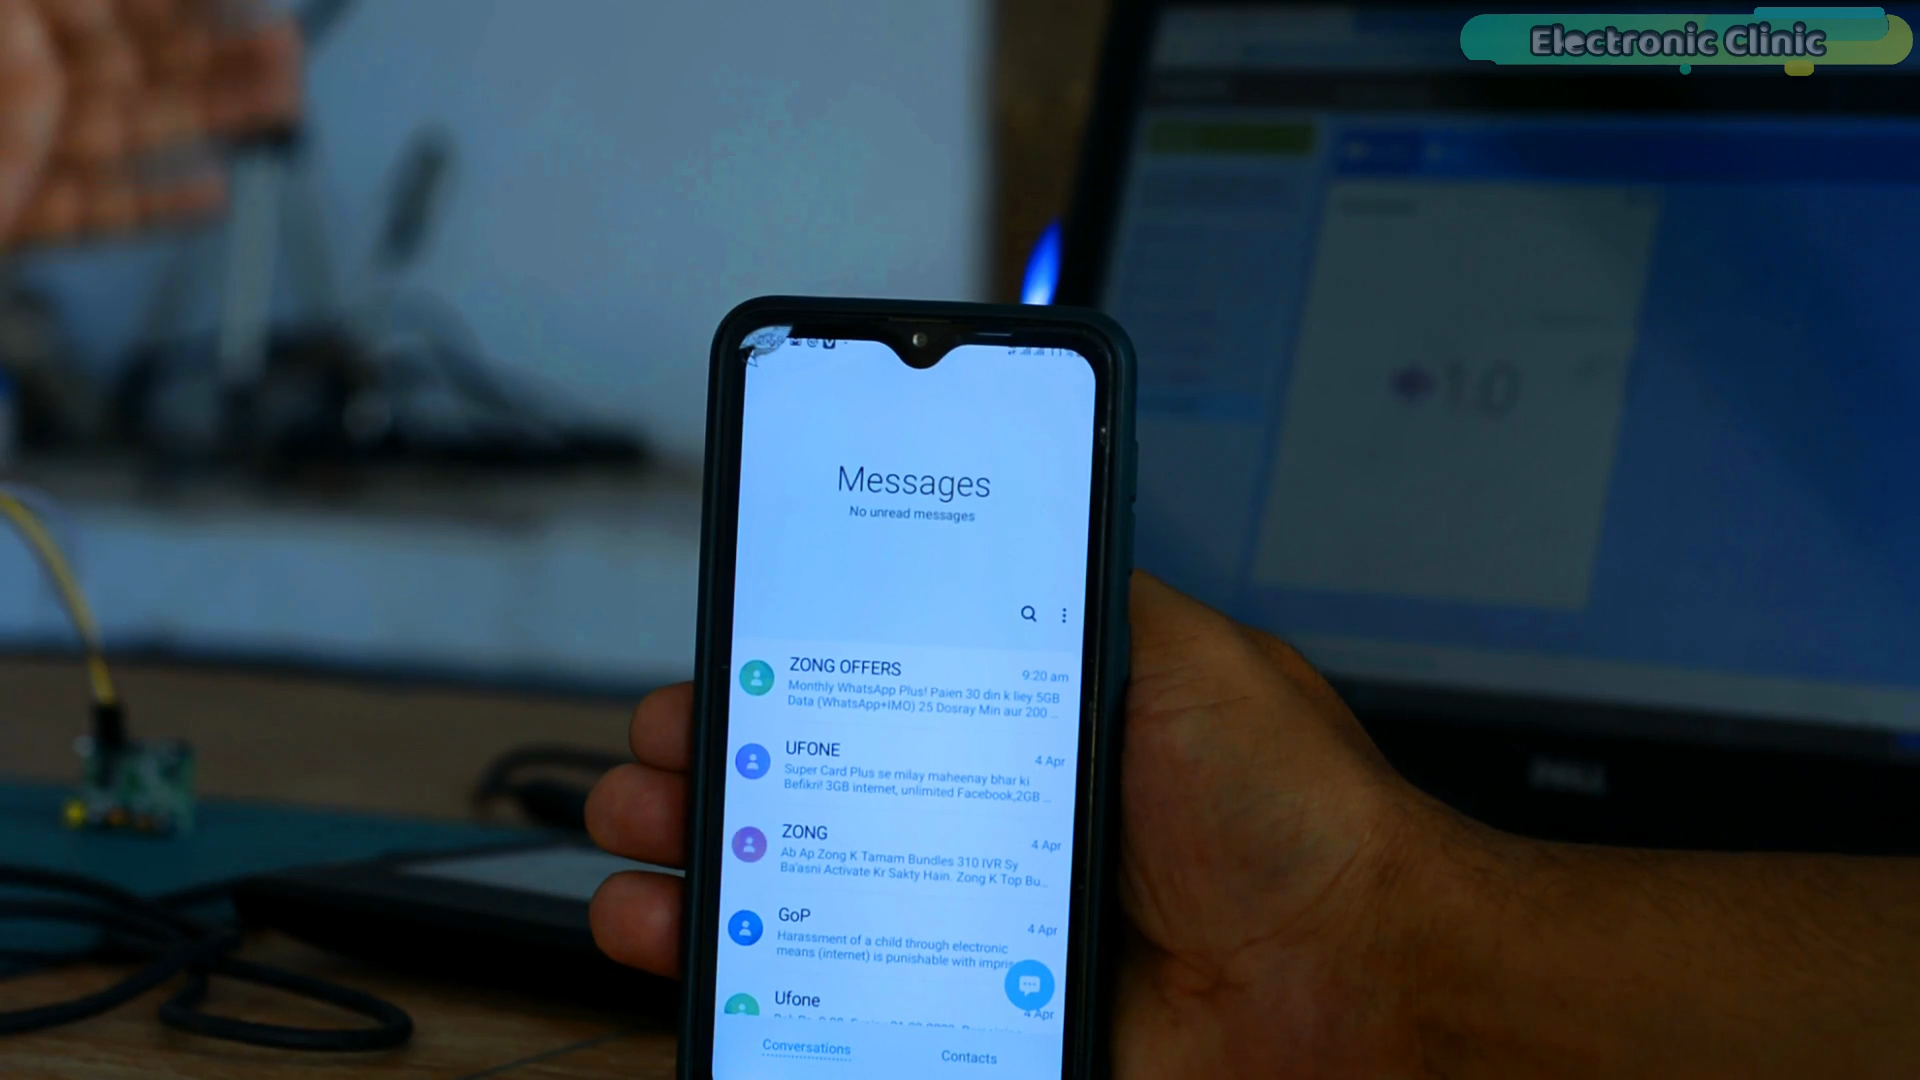 Electronic Clinic
1.0
Messages
No unread messages
ZONG OFFERS
9:20 am
Monthly WhatsApp Plus! Paien 30 din k liey 5GB
Data (WhatsApp+IMO) 25 Dosray Min aur 200 ...
UFONE
4 Apr
Super Card Plus se milay maheenay bhar ki
Befikri! 3GB internet, unlimited Facebook,2GB ...
ZONG
4 Apr
Ab Ap Zong K Tamam Bundles 310 IVR Sy
Ba'asni Activate Kr Sakty Hain. Zong K Top Bu...
GoP
4 Apr
Harassment of a child through electronic
means (internet) is punishable with impris
Ufone
4 Apr
Conversations
Contacts
DELL